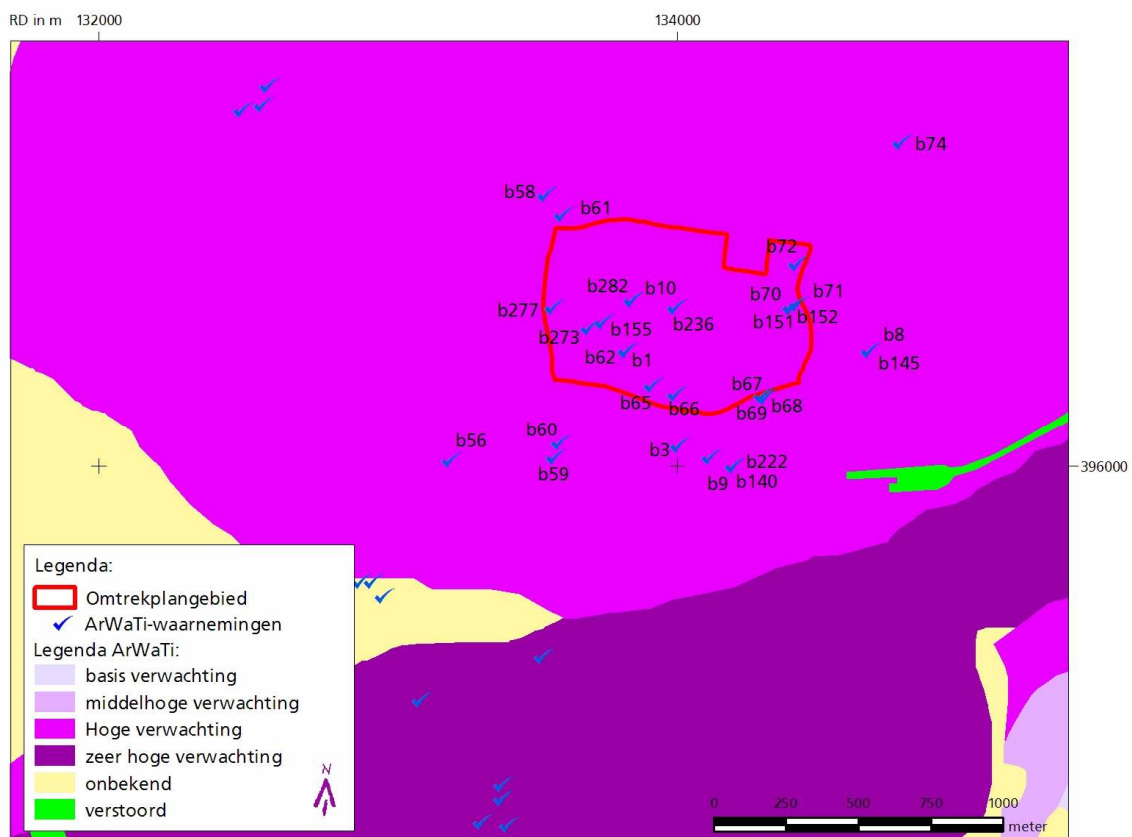 RD in m 132000 134000
b74
b58
b61
b72
b282 b10
b70 b71
b277
b236
b151 b152
b273 b155
b8
b62 b1
b145
b67
b65 b66
b69 b68
b60
b56
b3
b59
b222
b9 b140
396000
Legenda:
Omtrekplangebied
ArWaTi-waarnemingen
Legenda ArWaTi:
basis verwachting
middelhoge verwachting
Hoge verwachting
zeer hoge verwachting
onbekend
verstoord
N
0 250 500 750 1000
meter